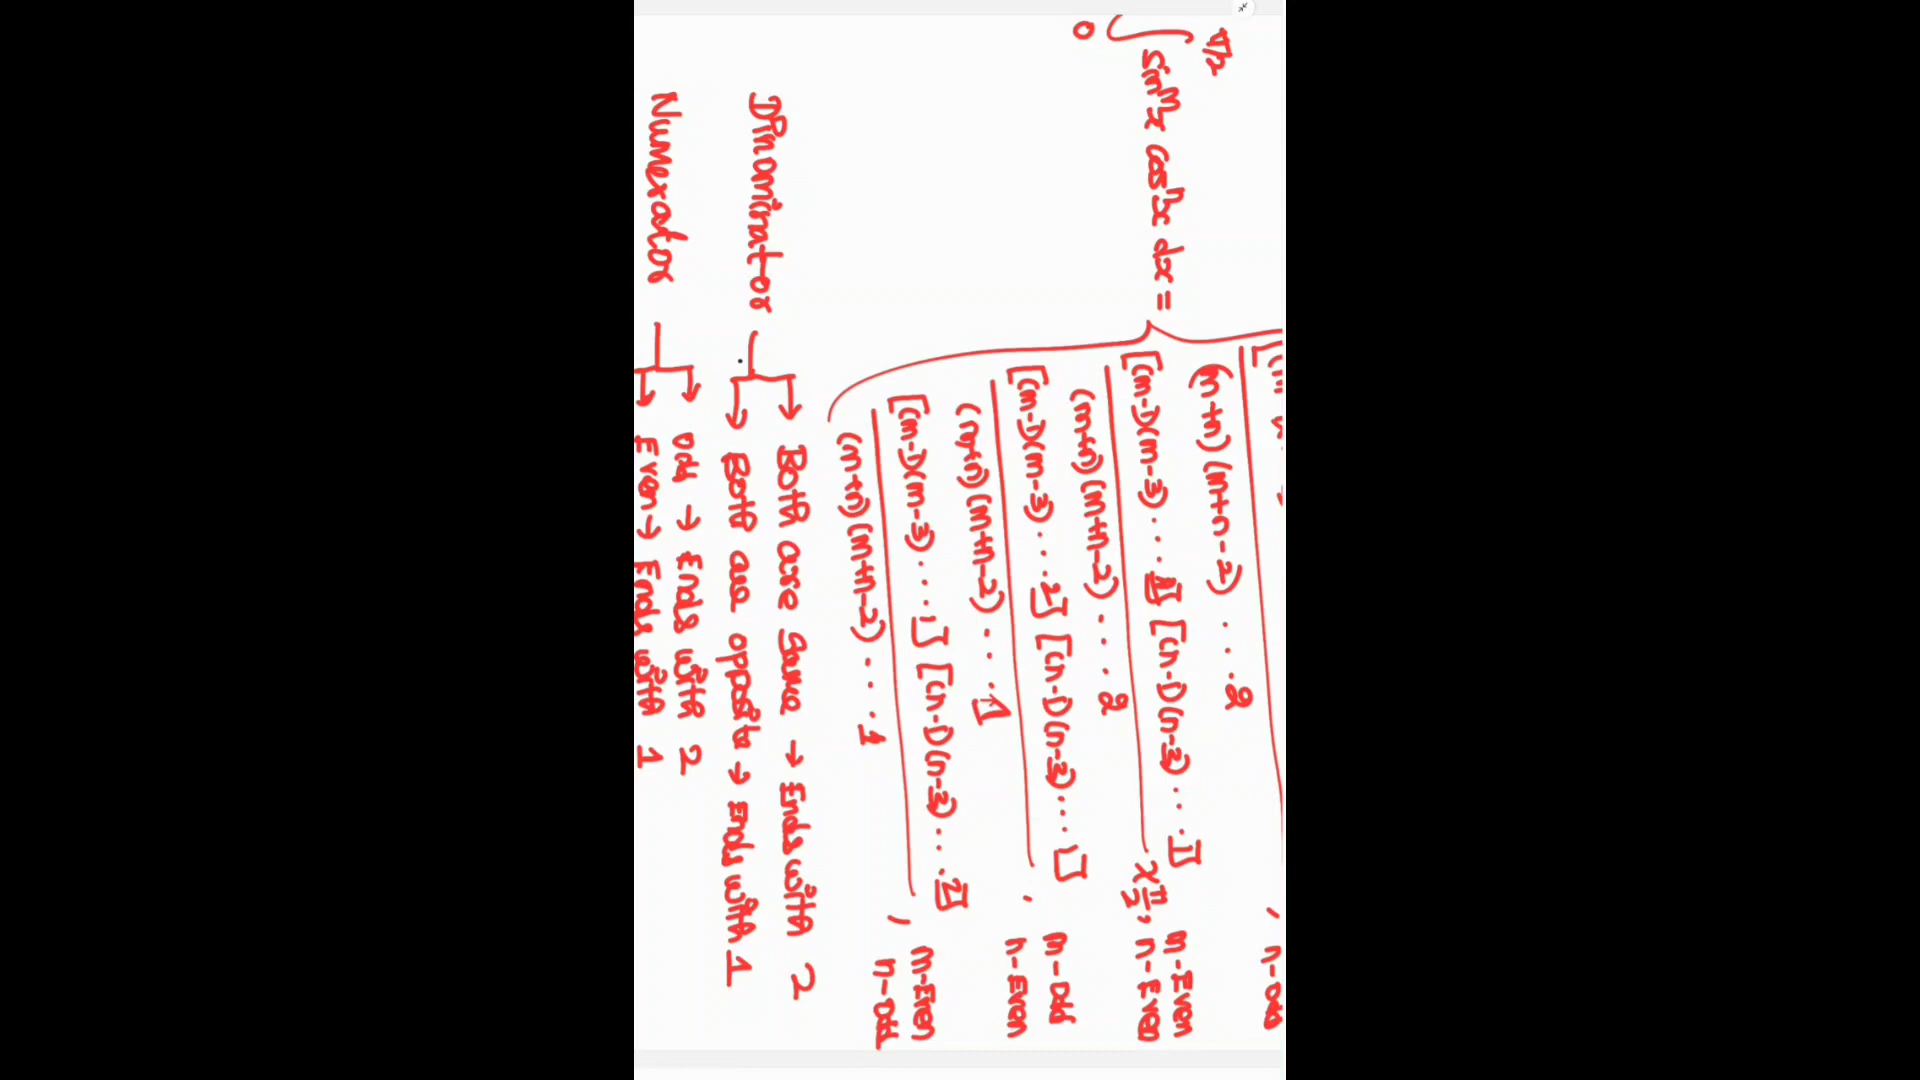 π/2
∫ sin^m x cos^n x dx =
0
(m+n) (m+n-2) ... 2
, n-Odd
[(m-1)(m-3) .... 1] [(n-1)(n-3) ... 1] × π/2 , m-Even
(m+n) (m+n-2) ... 2
n-Even
[(m-1)(m-3) .... 2] [(n-1)(n-3) .... 1] , m-Odd
(m+n) (m+n-2) .... 1
n-Even
[(m-1)(m-3) .... 1] [(n-1)(n-3) .... 2] , m-Even
(m+n) (m+n-2) .... 1
n-Odd
Dinominator → Both are same → Ends with 2
→ Both are opposite → Ends with 1
Numerator → Odd → Ends with 2
→ Even → Ends with 1